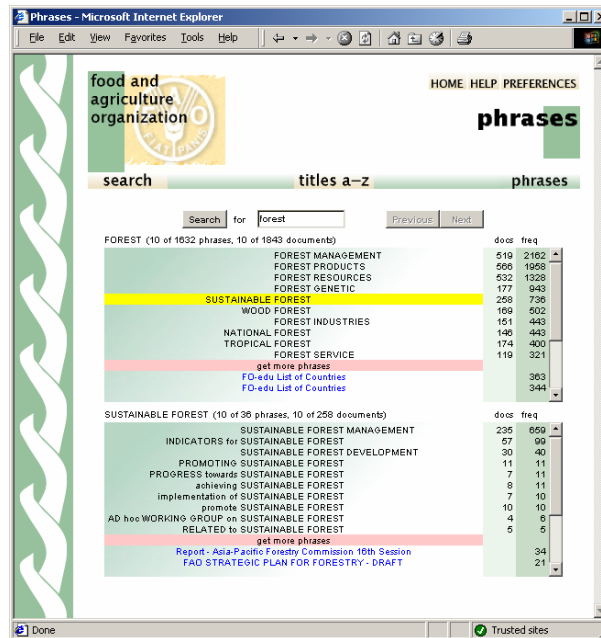 Phrases - Microsoft Internet Explorer
File Edit View Favorites Tools Help
food and
agriculture
organization
FIAT PANIS
HOME HELP PREFERENCES
phrases
search titles a–z phrases
Search for forest Previous Next
FOREST (10 of 1632 phrases, 10 of 1843 documents) docs freq
FOREST MANAGEMENT 519 2162
FOREST PRODUCTS 566 1958
FOREST RESOURCES 532 1328
FOREST GENETIC 177 943
SUSTAINABLE FOREST 258 736
WOOD FOREST 169 502
FOREST INDUSTRIES 151 443
NATIONAL FOREST 146 443
TROPICAL FOREST 174 400
FOREST SERVICE 119 321
get more phrases
FO-edu List of Countries 363
FO-edu List of Countries 344
SUSTAINABLE FOREST (10 of 36 phrases, 10 of 258 documents) docs freq
SUSTAINABLE FOREST MANAGEMENT 235 659
INDICATORS for SUSTAINABLE FOREST 57 99
SUSTAINABLE FOREST DEVELOPMENT 30 40
PROMOTING SUSTAINABLE FOREST 11 11
PROGRESS towards SUSTAINABLE FOREST 7 11
achieving SUSTAINABLE FOREST 8 11
implementation of SUSTAINABLE FOREST 7 10
promote SUSTAINABLE FOREST 10 10
AD hoc WORKING GROUP on SUSTAINABLE FOREST 4 6
RELATED to SUSTAINABLE FOREST 5 5
get more phrases
Report - Asia-Pacific Forestry Commission 16th Session 34
FAO STRATEGIC PLAN FOR FORESTRY - DRAFT 21
Done Trusted sites